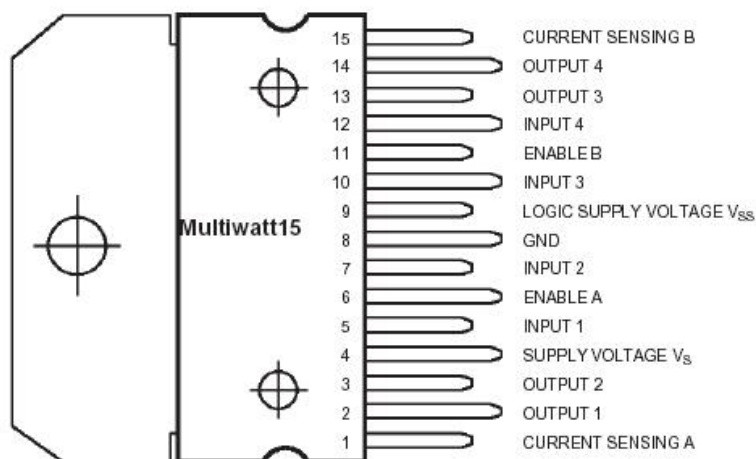 15 CURRENT SENSING B
14 OUTPUT 4
13 OUTPUT 3
12 INPUT 4
11 ENABLE B
10 INPUT 3
9 LOGIC SUPPLY VOLTAGE VSS
Multiwatt15
8 GND
7 INPUT 2
6 ENABLE A
5 INPUT 1
4 SUPPLY VOLTAGE VS
3 OUTPUT 2
2 OUTPUT 1
1 CURRENT SENSING A